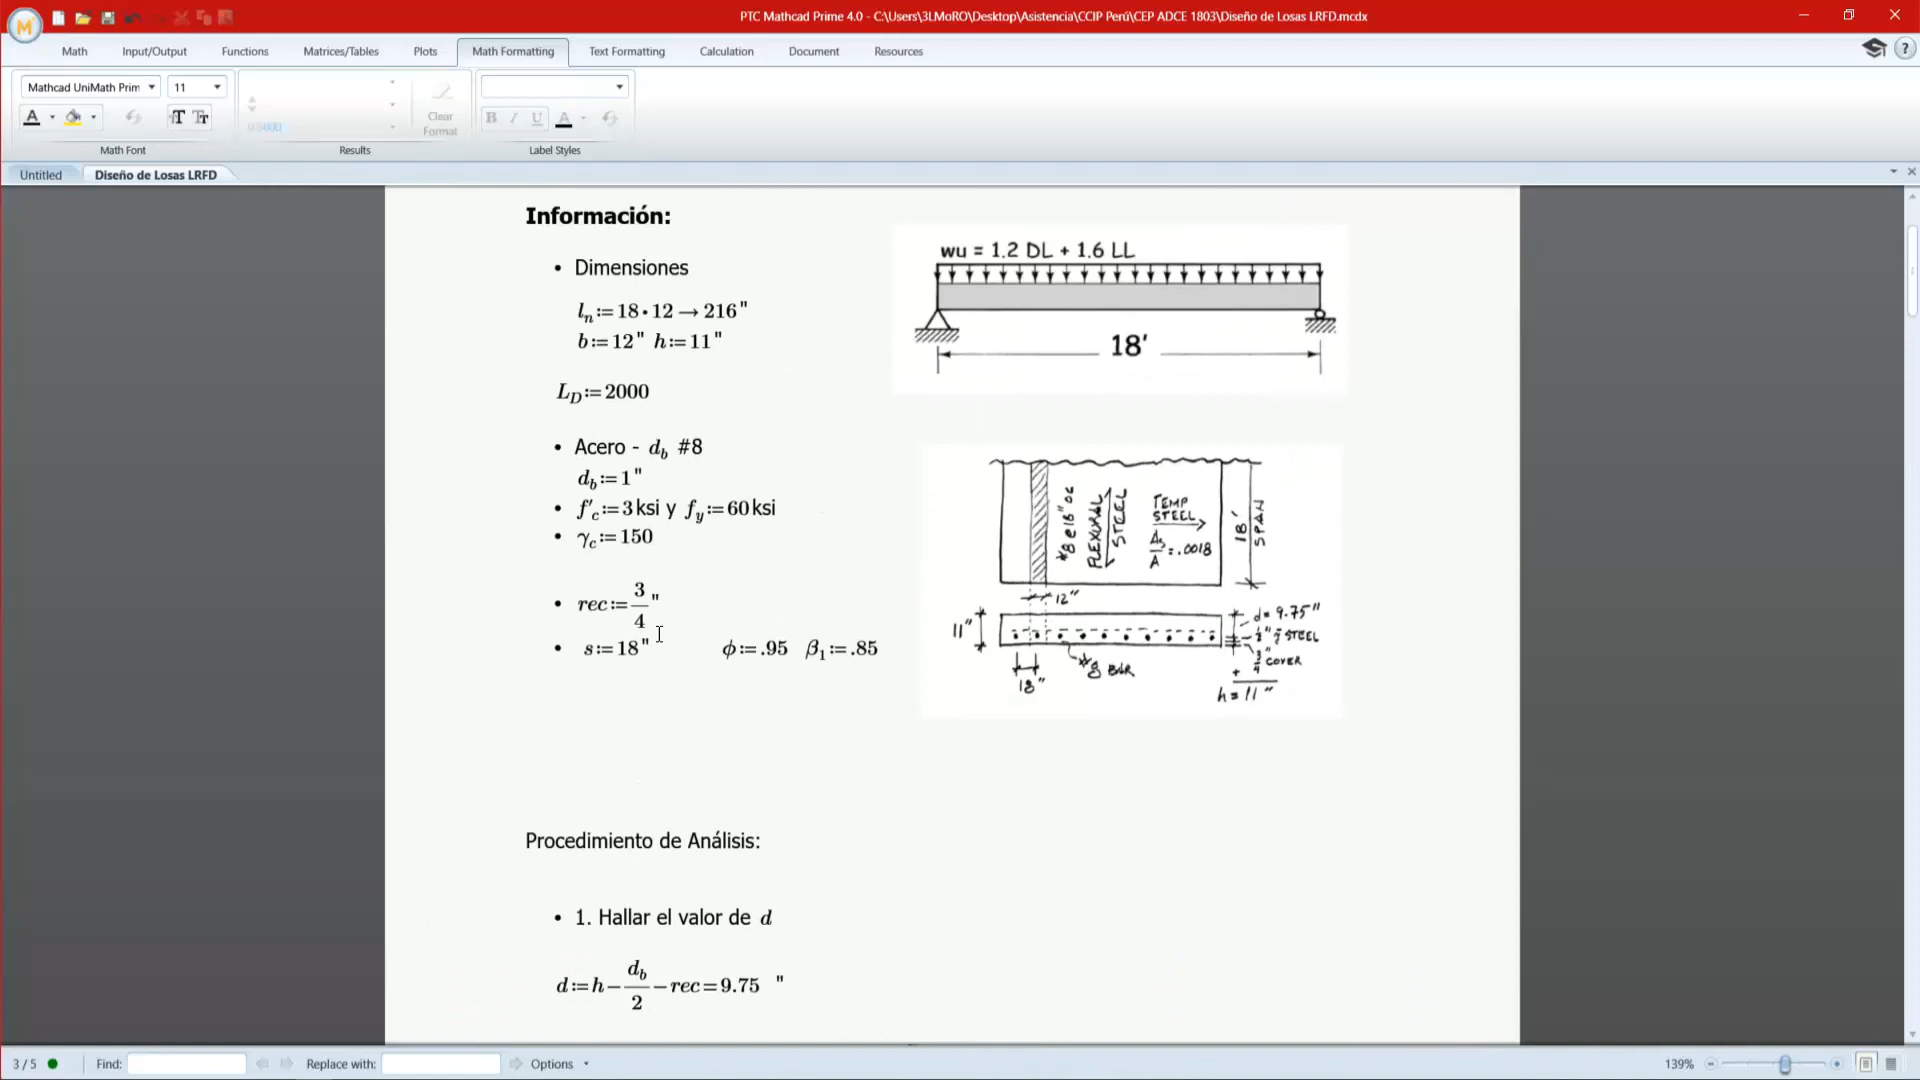 PTC Mathcad Prime 4.0 - C:\Users\3LMoRO\Desktop\Asistencia\CCIP Perú\CEP ADCE 1803\Diseño de Losas LRFD.mcdx
Math Input/Output Functions Matrices/Tables Plots Math Formatting Text Formatting Calculation Document Resources
Mathcad UniMath Prim 11
Clear
Format
Math Font Results Label Styles
Untitled Diseño de Losas LRFD
Información:
• Dimensiones
lₙ:=18•12→216"
b:=12" h:=11"
L_D:=2000
• Acero - d_b #8
d_b:=1"
• f'_c:=3 ksi y f_y:=60 ksi
• γ_c:=150
• rec:=3/4"
• s:=18" ϕ:=.95 β₁:=.85
wu = 1.2 DL + 1.6 LL
18'
#8 @ 18" oc
FLEXURAL
STEEL
TEMP
STEEL
As/A = .0018
18'
SPAN
12"
11"
18"
#8 BAR
d = 9.75"
STEEL
3/4 COVER
h = 11"
Procedimiento de Análisis:
• 1. Hallar el valor de d
d:=h−d_b/2−rec=9.75 "
3 / 5 Find: Replace with: Options 139%